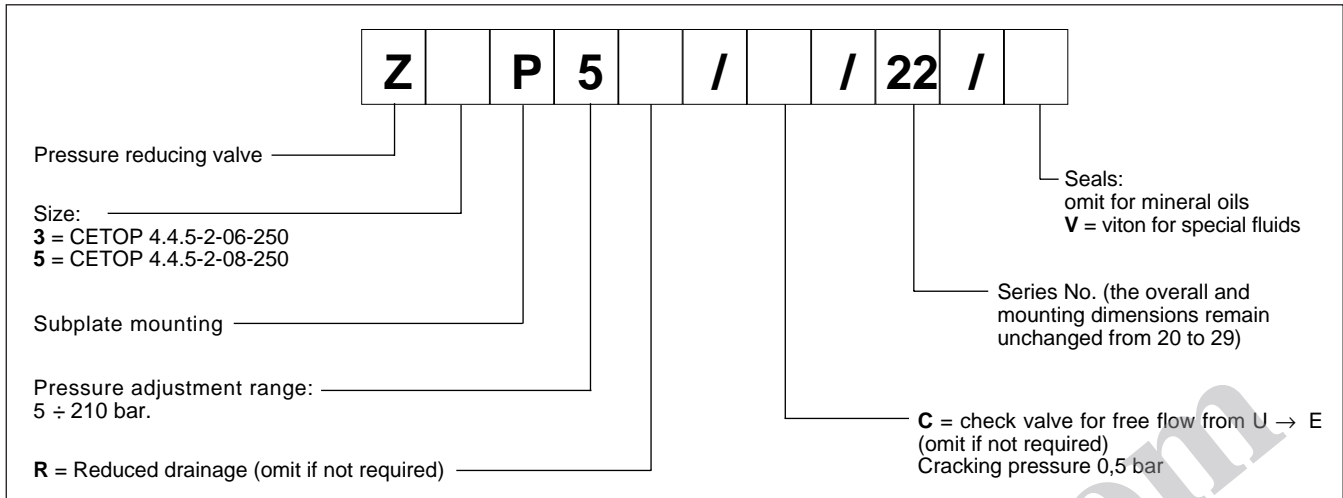 Z P 5 / / 22 /
Pressure reducing valve
Size:
3 = CETOP 4.4.5-2-06-250
5 = CETOP 4.4.5-2-08-250
Subplate mounting
Pressure adjustment range:
5 ÷ 210 bar.
R = Reduced drainage (omit if not required)
Seals:
omit for mineral oils
V = viton for special fluids
Series No. (the overall and
mounting dimensions remain
unchanged from 20 to 29)
C = check valve for free flow from U → E
(omit if not required)
Cracking pressure 0,5 bar
om